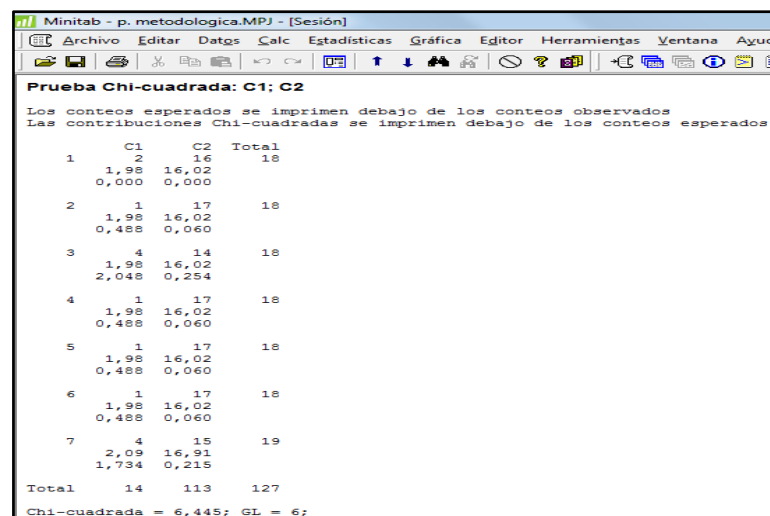 Minitab - p. metodologica.MPJ - [Sesión]
Archivo Editar Datos Calc Estadísticas Gráfica Editor Herramientas Ventana
Prueba Chi-cuadrada: C1; C2
Los conteos esperados se imprimen debajo de los conteos observados
Las contribuciones Chi-cuadradas se imprimen debajo de los conteos esperados
C1 C2 Total
1 2 16 18
1,98 16,02
0,000 0,000
2 1 17 18
1,98 16,02
0,488 0,060
3 4 14 18
1,98 16,02
2,048 0,254
4 1 17 18
1,98 16,02
0,488 0,060
5 1 17 18
1,98 16,02
0,488 0,060
6 1 17 18
1,98 16,02
0,488 0,060
7 4 15 19
2,09 16,91
1,734 0,215
Total 14 113 127
Chi-cuadrada = 6,445; GL = 6;